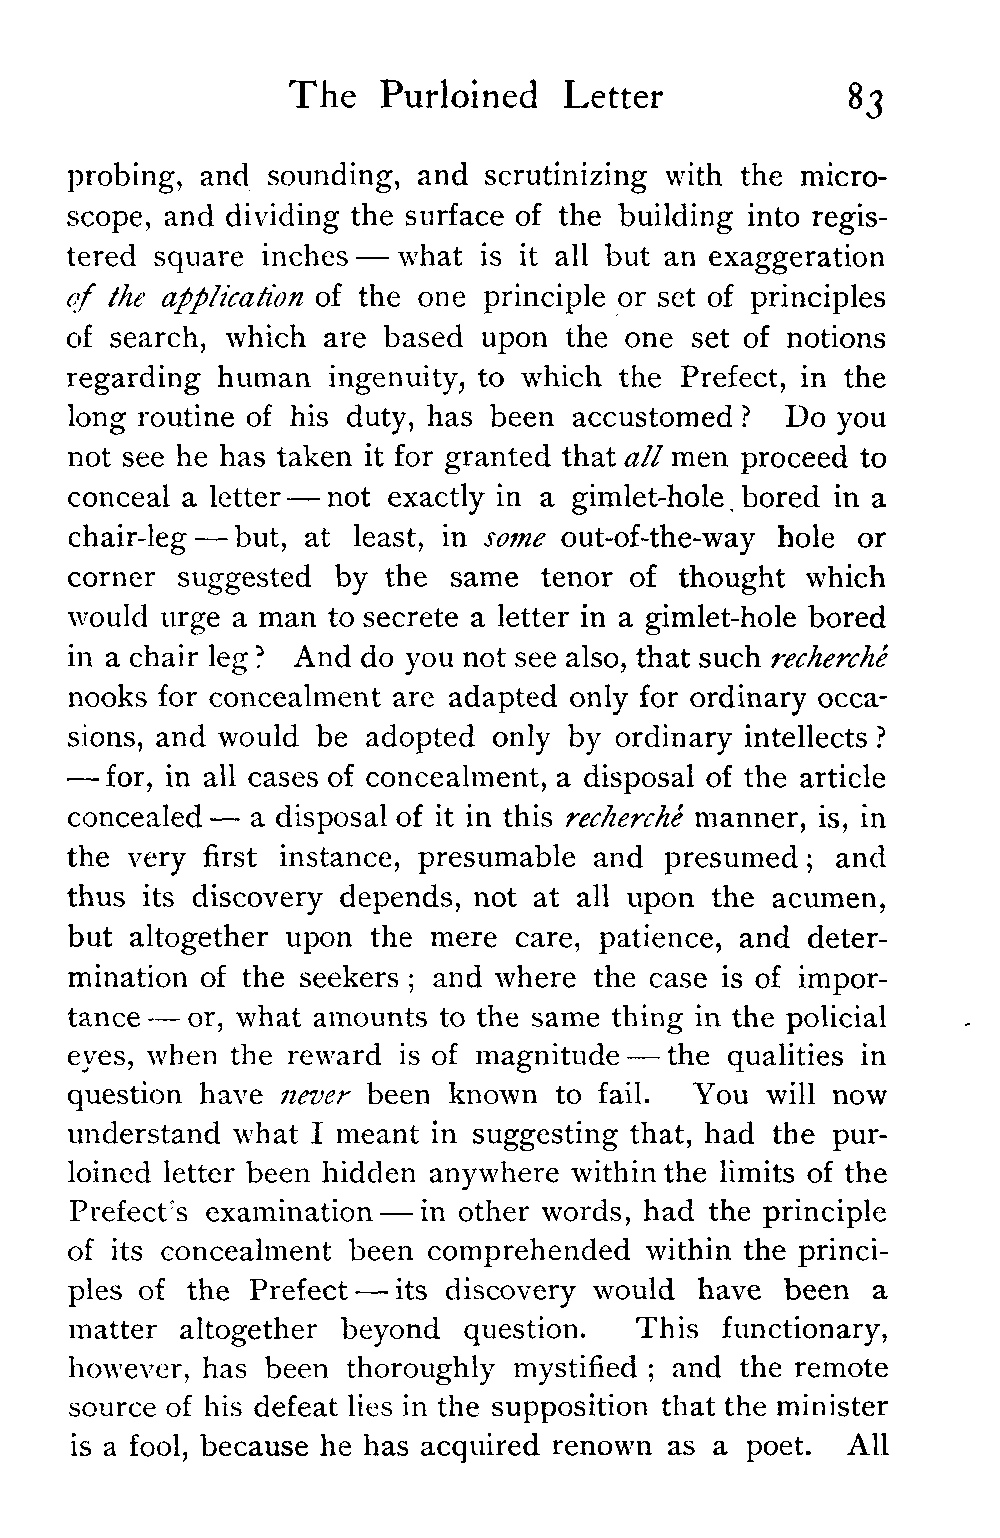 The Purloined Letter 83
probing, and sounding, and scrutinizing with the micro-
scope, and dividing the surface of the building into regis-
tered square inches — what is it all but an exaggeration
of the application of the one principle or set of principles
of search, which are based upon the one set of notions
regarding human ingenuity, to which the Prefect, in the
long routine of his duty, has been accustomed? Do you
not see he has taken it for granted that all men proceed to
conceal a letter — not exactly in a gimlet-hole bored in a
chair-leg — but, at least, in some out-of-the-way hole or
corner suggested by the same tenor of thought which
would urge a man to secrete a letter in a gimlet-hole bored
in a chair leg? And do you not see also, that such recherché
nooks for concealment are adapted only for ordinary occa-
sions, and would be adopted only by ordinary intellects?
— for, in all cases of concealment, a disposal of the article
concealed — a disposal of it in this recherché manner, is, in
the very first instance, presumable and presumed; and
thus its discovery depends, not at all upon the acumen,
but altogether upon the mere care, patience, and deter-
mination of the seekers; and where the case is of impor-
tance — or, what amounts to the same thing in the policial
eyes, when the reward is of magnitude — the qualities in
question have never been known to fail. You will now
understand what I meant in suggesting that, had the pur-
loined letter been hidden anywhere within the limits of the
Prefect's examination — in other words, had the principle
of its concealment been comprehended within the princi-
ples of the Prefect — its discovery would have been a
matter altogether beyond question. This functionary,
however, has been thoroughly mystified; and the remote
source of his defeat lies in the supposition that the minister
is a fool, because he has acquired renown as a poet. All